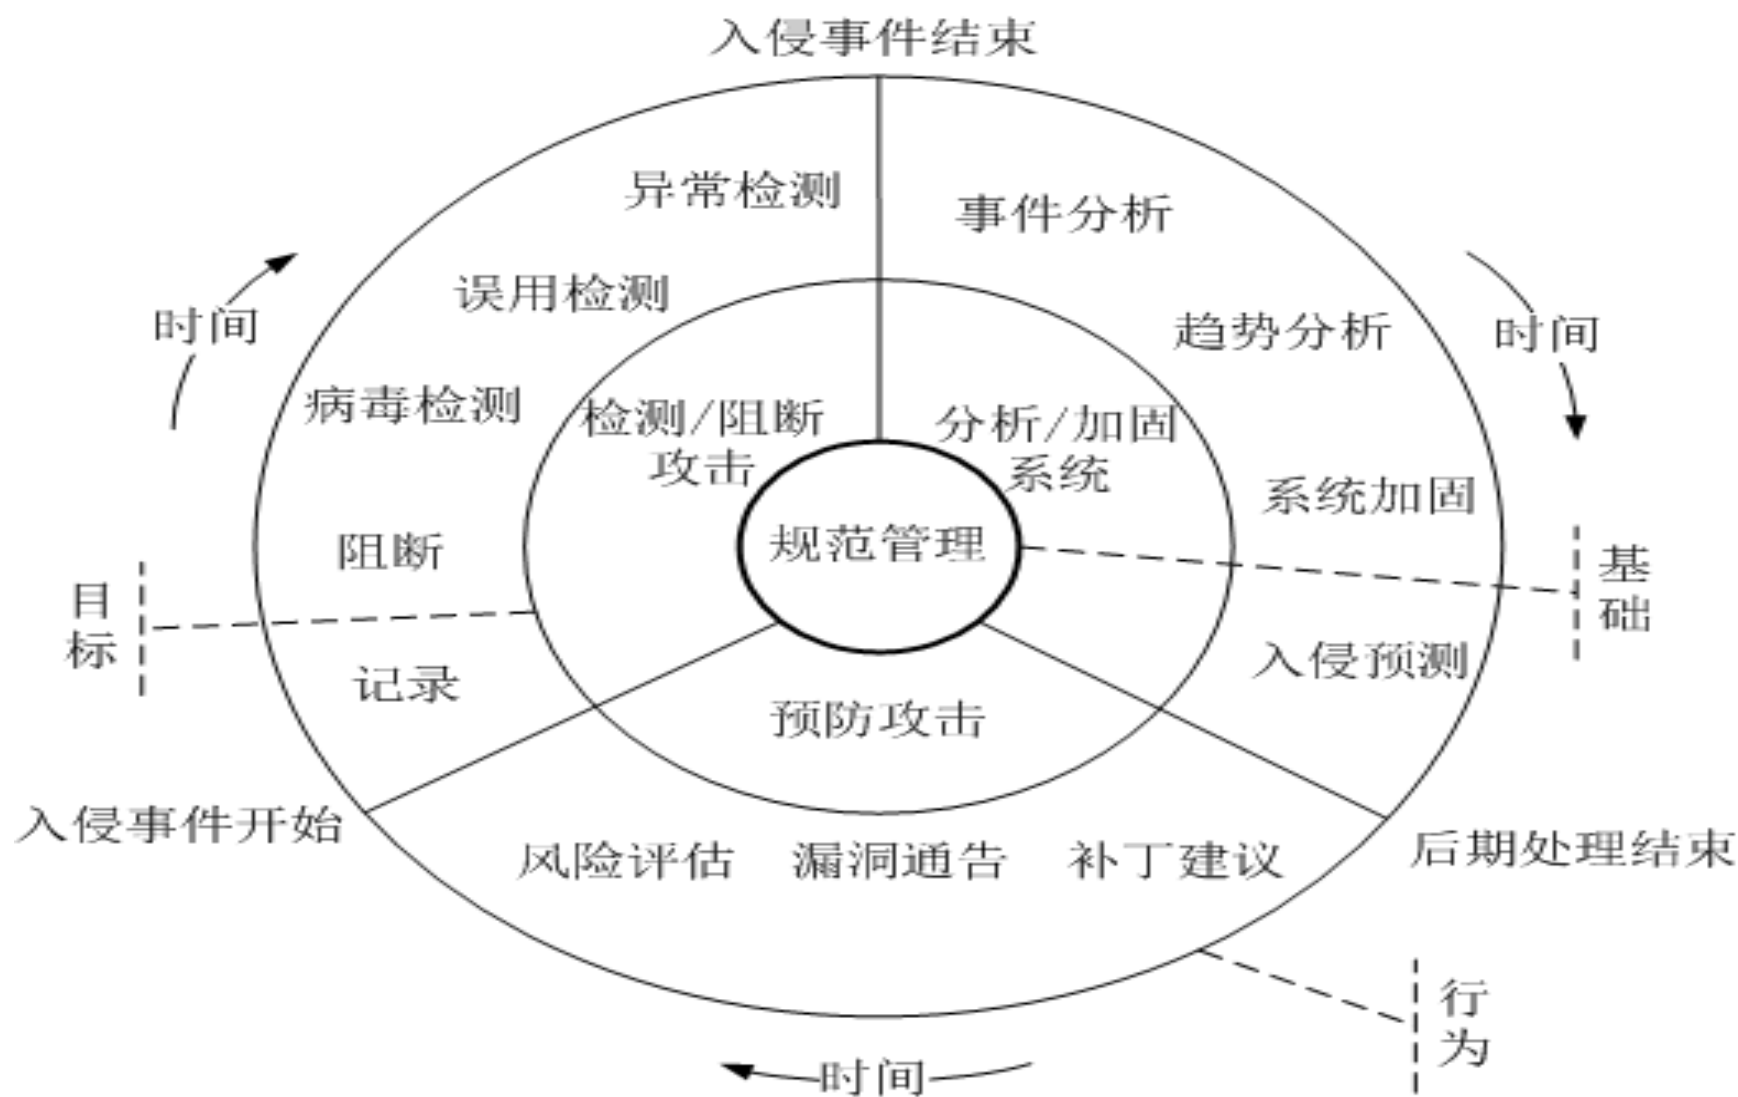 入侵事件结束
异常检测
事件分析
误用检测
时间
趋势分析
时间
病毒检测
检测/阻断
攻击
分析/加固
系统
系统加固
规范管理
阻断
基础
目标
记录
入侵预测
预防攻击
入侵事件开始
风险评估 漏洞通告 补丁建议
后期处理结束
行为
时间